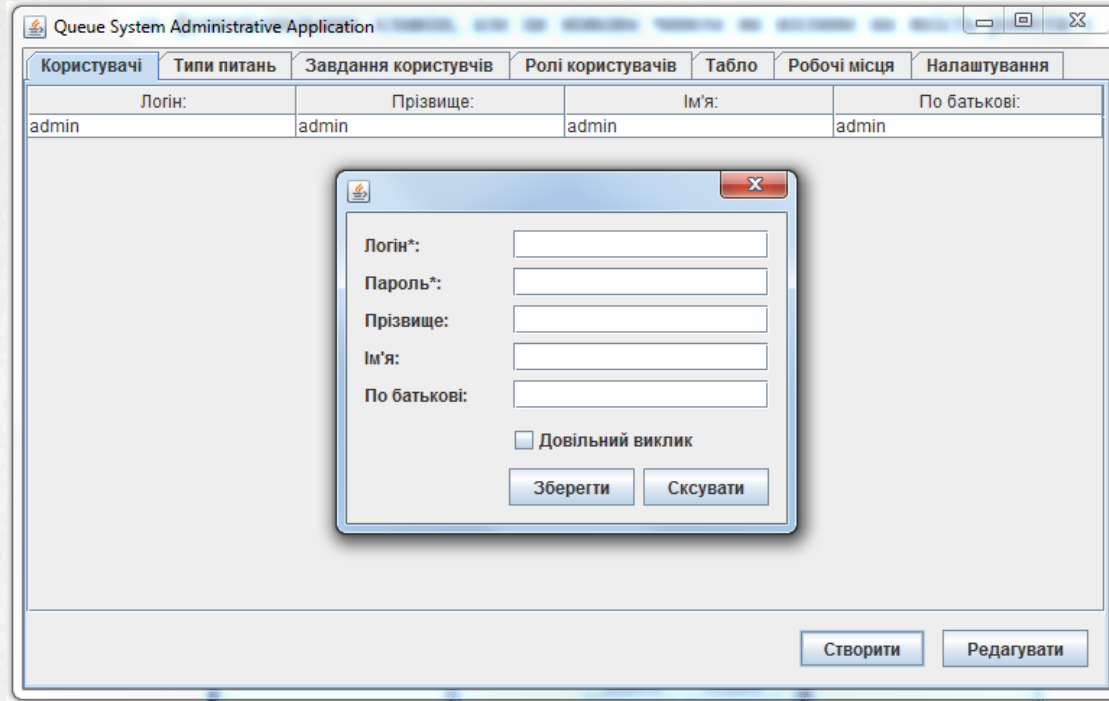 Queue System Administrative Application
Користувачі Типи питань Завдання користувчів Ролі користувачів Табло Робочі місця Налаштування
Логін: Прізвище: Ім'я: По батькові:
admin admin admin admin
Логін*:
Пароль*:
Прізвище:
Ім'я:
По батькові:
Довільний виклик
Зберегти Сксувати
Створити Редагувати